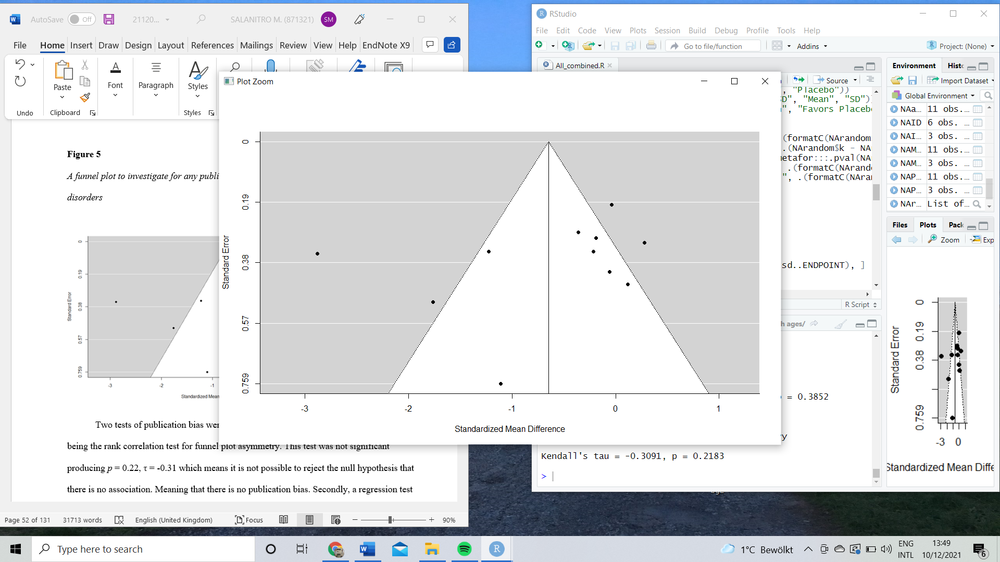 AutoSave Off 21120... SALANITRO M. (871321) SM
File Home Insert Draw Design Layout References Mailings Review View Help EndNote X9
Paste Font Paragraph Styles
Undo Clipboard Styles
Figure 5
A funnel plot to investigate for any publi
disorders
0
0.19
0.38
0.57
0.759
Standard Error
-3 -2 -1
Standardized Mean
Two tests of publication bias wer
being the rank correlation test for funnel plot asymmetry. This test was not significant
producing p = 0.22, τ = -0.31 which means it is not possible to reject the null hypothesis that
there is no association. Meaning that there is no publication bias. Secondly, a regression test
Page 52 of 131 31713 words English (United Kingdom) Focus 90%
Plot Zoom
0
0.19
0.38
0.57
0.759
Standard Error
-3 -2 -1 0 1
Standardized Mean Difference
RStudio
File Edit Code View Plots Session Build Debug Profile Tools Help
Go to file/function Addins Project: (None)
All_combined.R
Source
, "Placebo"))
SD", "Mean", "SD")
", "Favors Placebo
(formatC(NArandom
.(NArandom$k - NA
metafor:::.pval(NA
.(formatC(NArando
", .(formatC(NAran
sd..ENDPOINT), ]
R Script
h ages/
= 0.3852
y
Kendall's tau = -0.3091, p = 0.2183
>
Environment Histo
Import Dataset
Global Environment
NAa... 11 obs....
NAID 6 obs. ...
NAI... 3 obs. ...
NAM... 11 obs....
NAM... 3 obs. ...
NAP... 11 obs....
NAP... 3 obs. ...
NAr... List of...
Files Plots Pack
Zoom Exp
0
0.19
0.38
0.759
Standard Error
-3 0
Standardized Mean Diffe
Type here to search
1°C Bewölkt
ENG
INTL
13:49
10/12/2021
6